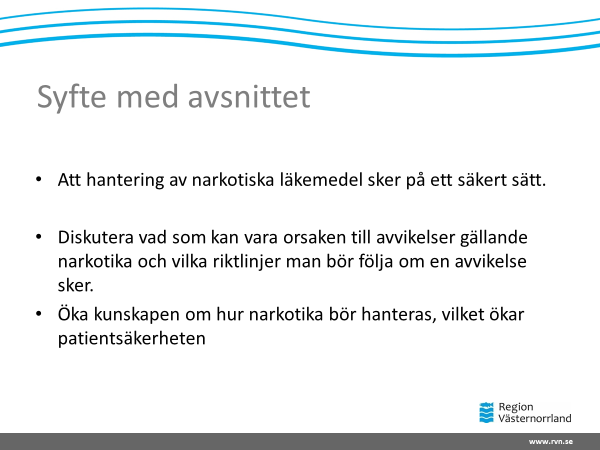 Syfte med avsnittet
• Att hantering av narkotiska läkemedel sker på ett säkert sätt.
• Diskutera vad som kan vara orsaken till avvikelser gällande
narkotika och vilka riktlinjer man bör följa om en avvikelse
sker.
• Öka kunskapen om hur narkotika bör hanteras, vilket ökar
patientsäkerheten
Region
Västernorrland
www.rvn.se